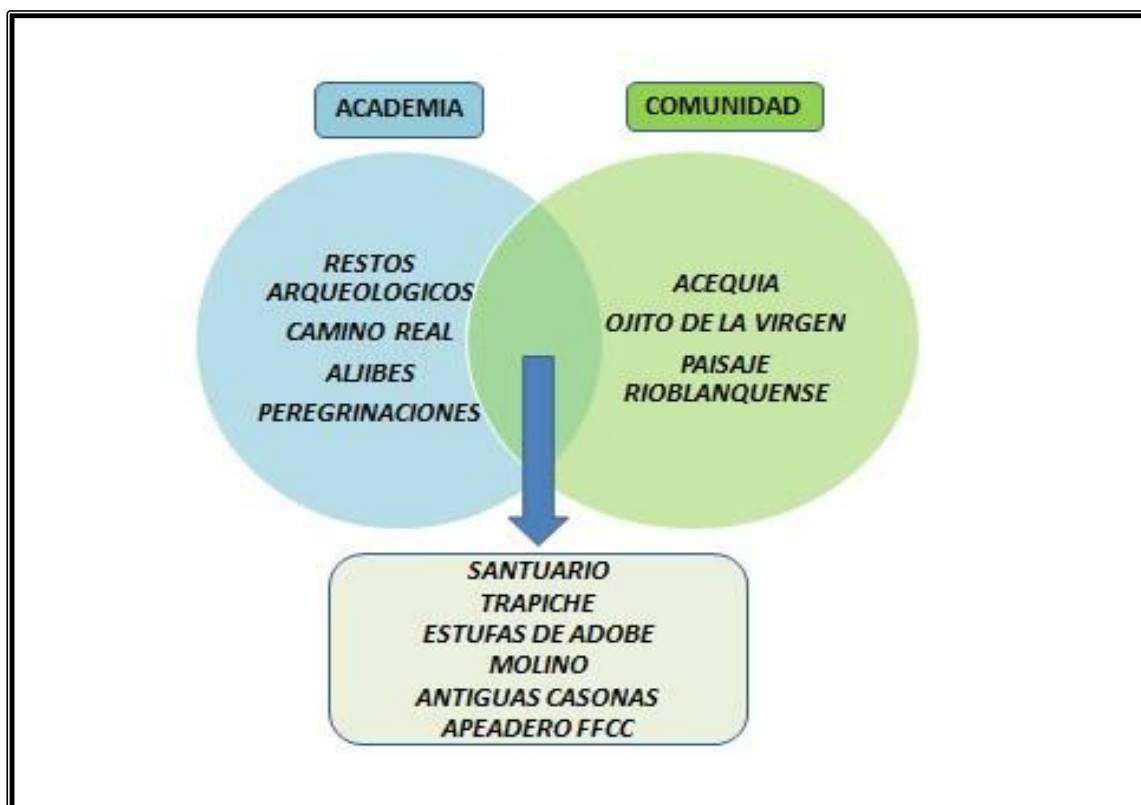 ACADEMIA
COMUNIDAD
RESTOS
ARQUEOLOGICOS
CAMINO REAL
ALJIBES
PEREGRINACIONES
ACEQUIA
OJITO DE LA VIRGEN
PAISAJE
RIOBLANQUENSE
SANTUARIO
TRAPICHE
ESTUFAS DE ADOBE
MOLINO
ANTIGUAS CASONAS
APEADERO FFCC